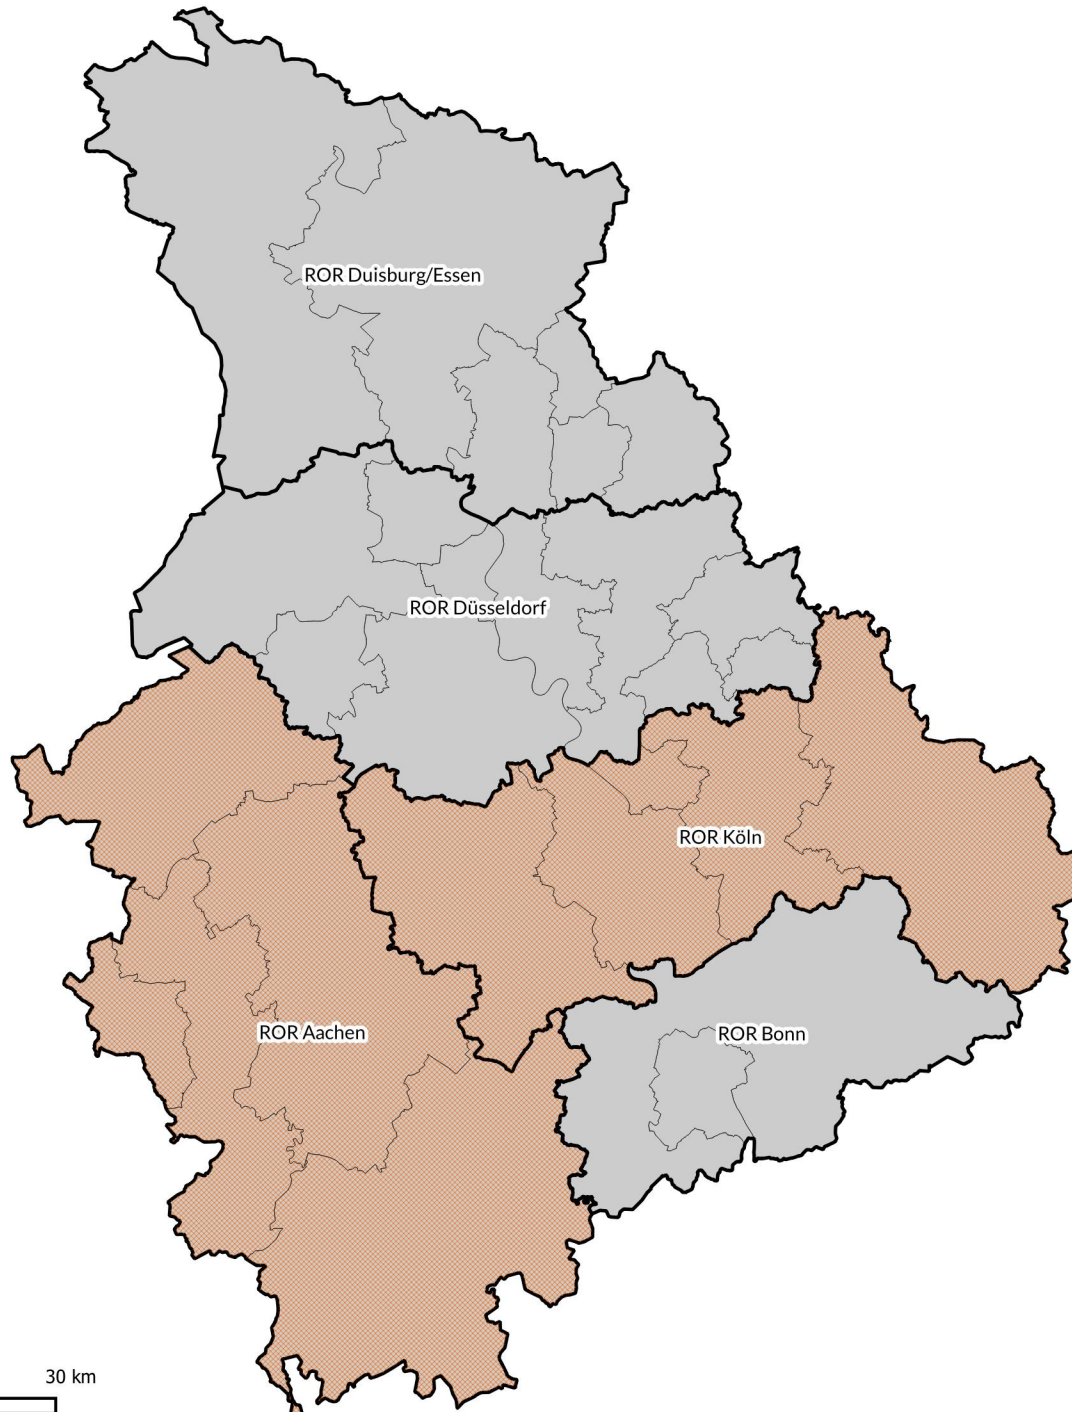 ROR Duisburg/Essen
ROR Düsseldorf
ROR Köln
ROR Aachen
ROR Bonn
30 km